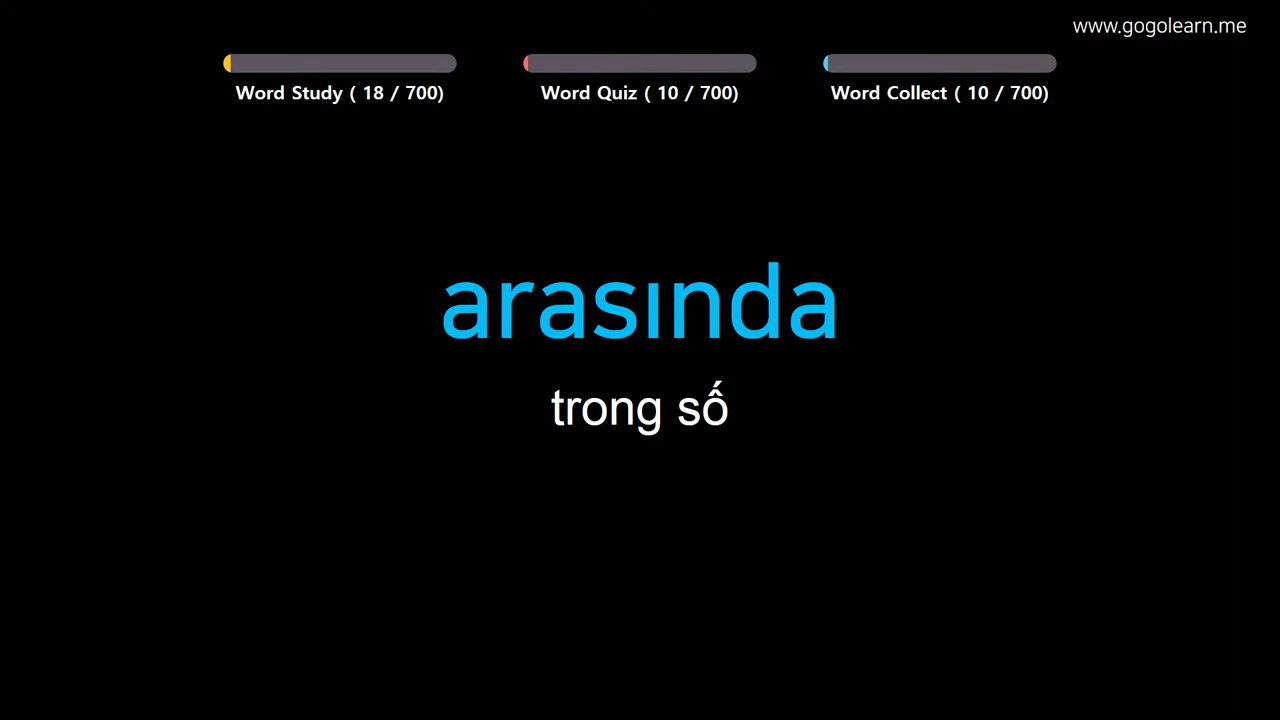 www.gogolearn.me
Word Study ( 18 / 700)
Word Quiz ( 10 / 700)
Word Collect ( 10 / 700)
arasında
trong số